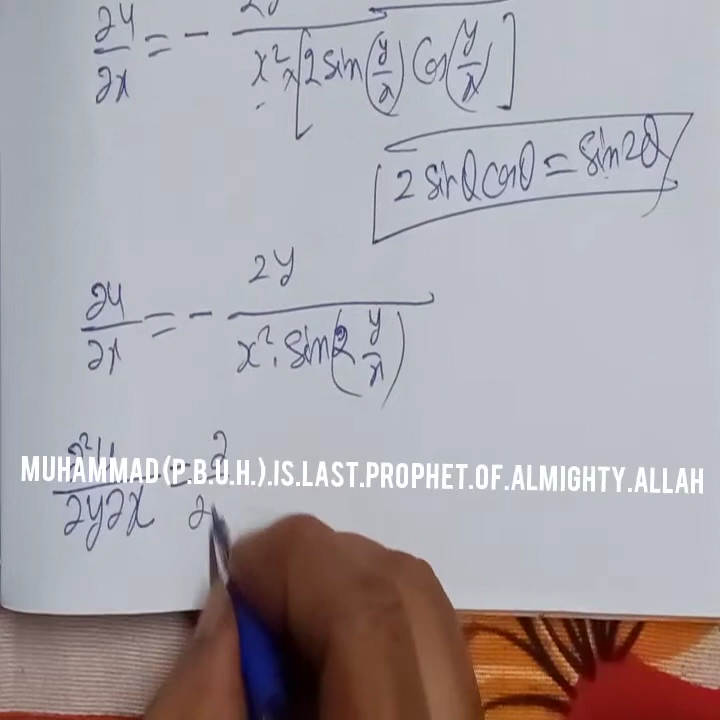 ∂u/∂x = - 2y / x² × [2 sin(y/x) Cos(y/x)]
2 sinθ cosθ = Sin2θ
∂u/∂x = - 2y / x² . Sin(2 y/x)
∂²u/∂y∂x = ∂/∂
MUHAMMAD(P.B.U.H.).IS.LAST.PROPHET.OF.ALMIGHTY.ALLAH